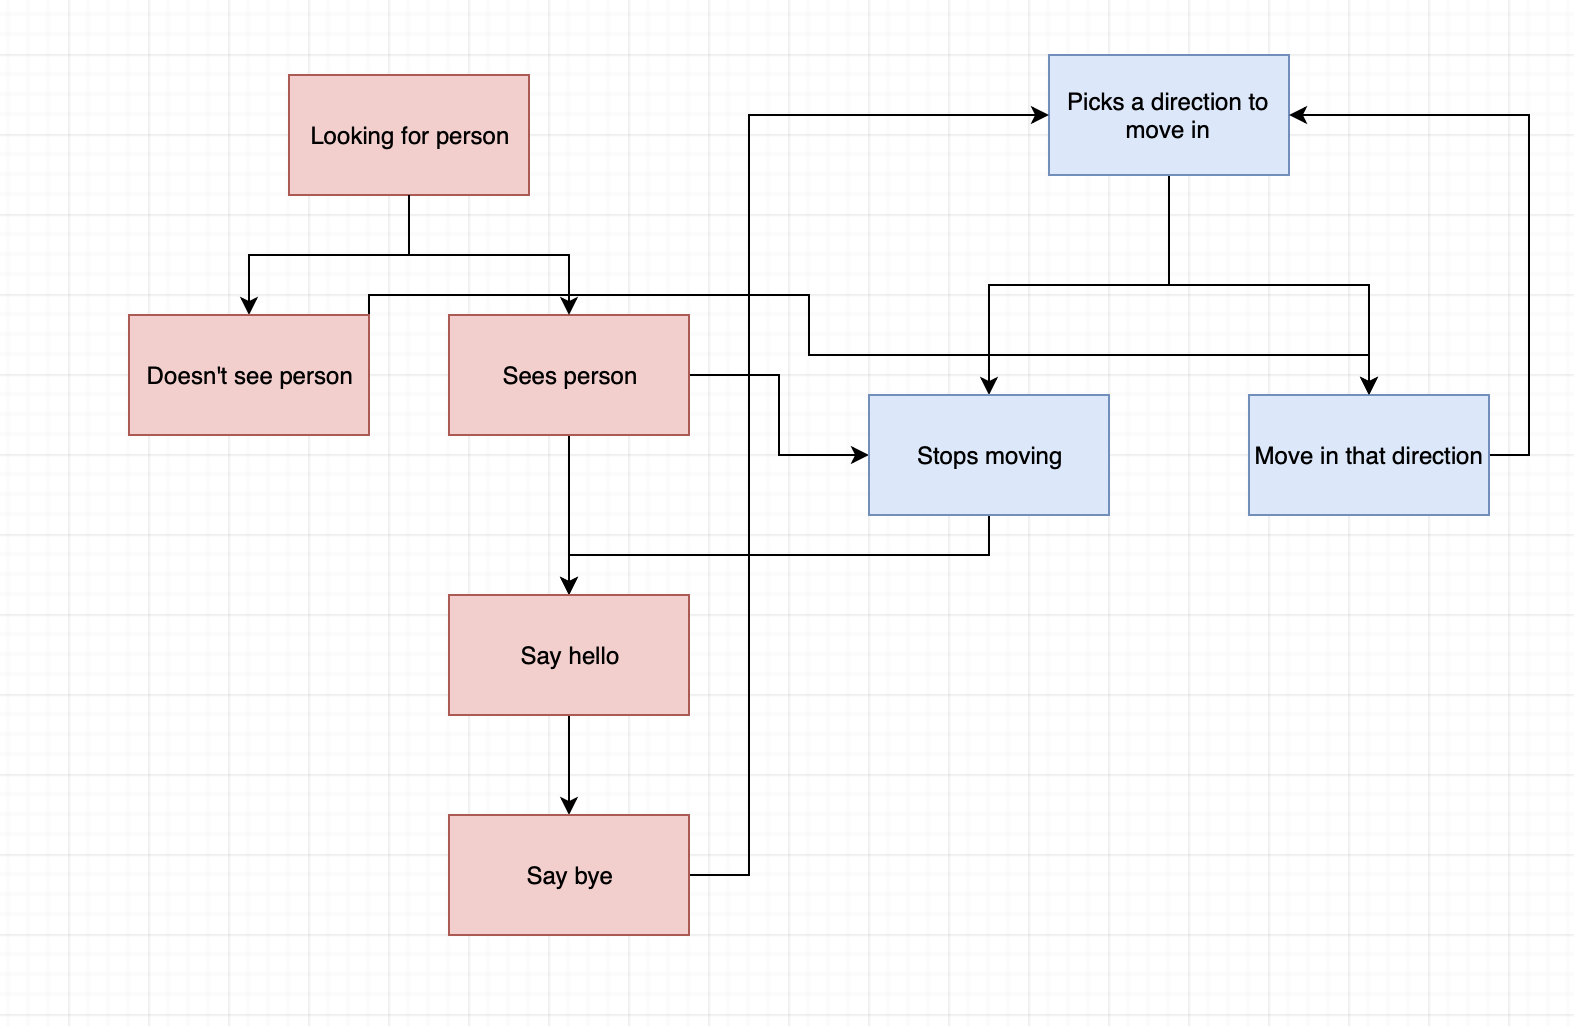 Looking for person
Picks a direction to
move in
Doesn't see person
Sees person
Stops moving
Move in that direction
Say hello
Say bye